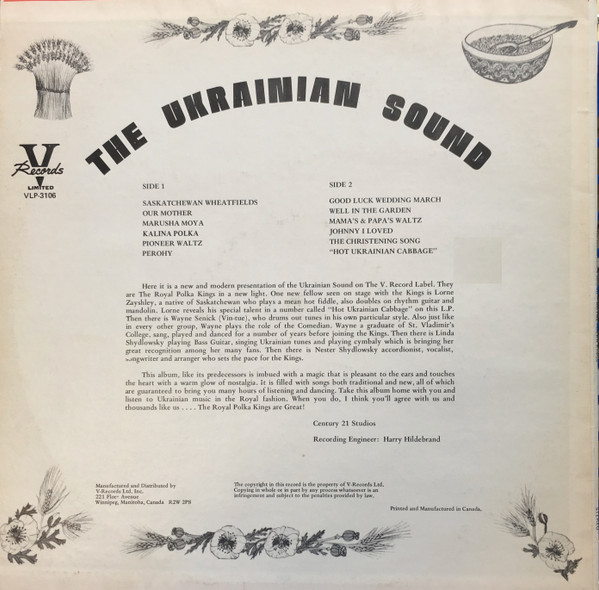 THE UKRAINIAN SOUND
V
Records
LIMITED
VLP-3106
SIDE 1
SASKATCHEWAN WHEATFIELDS
OUR MOTHER
MARUSHA MOYA
KALINA POLKA
PIONEER WALTZ
PEROHY
SIDE 2
GOOD LUCK WEDDING MARCH
WELL IN THE GARDEN
MAMA'S & PAPA'S WALTZ
JOHNNY I LOVED
THE CHRISTENING SONG
"HOT UKRAINIAN CABBAGE"
Here it is a new and modern presentation of the Ukrainian Sound on The V. Record Label. They
are The Royal Polka Kings in a new light. One new fellow seen on stage with the Kings is Lorne
Zayshley, a native of Saskatchewan who plays a mean hot fiddle, also doubles on rhythm guitar and
mandolin. Lorne reveals his special talent in a number called "Hot Ukrainian Cabbage" on this L.P.
Then there is Wayne Senick (Vin-tue), who drums out tunes in his own particular style. Also just like
in every other group, Wayne plays the role of the Comedian. Wayne a graduate of St. Vladimir's
College, sang, played and danced for a number of years before joining the Kings. Then there is Linda
Shydlowsky playing Bass Guitar, singing Ukrainian tunes and playing cymbaly which is bringing her
great recognition among her many fans. Then there is Nester Shydlowsky accordionist, vocalist,
songwriter and arranger who sets the pace for the Kings.
This album, like its predecessors is imbued with a magic that is pleasant to the ears and touches
the heart with a warm glow of nostalgia. It is filled with songs both traditional and new, all of which
are guaranteed to bring you many hours of listening and dancing. Take this album home with you and
listen to Ukrainian music in the Royal fashion. When you do, I think you'll agree with us and
thousands like us . . . . The Royal Polka Kings are Great!
Century 21 Studios
Recording Engineer: Harry Hildebrand
Manufactured and Distributed by
V-Records Ltd. Inc.
221 Avenue
Winnipeg, Manitoba, Canada R2W 2P8
The copyright in this record is the property of V-Records Ltd.
Copying in whole or in part by any process whatsoever is an
infringement and subject to the penalties provided by law.
Printed and Manufactured in Canada.